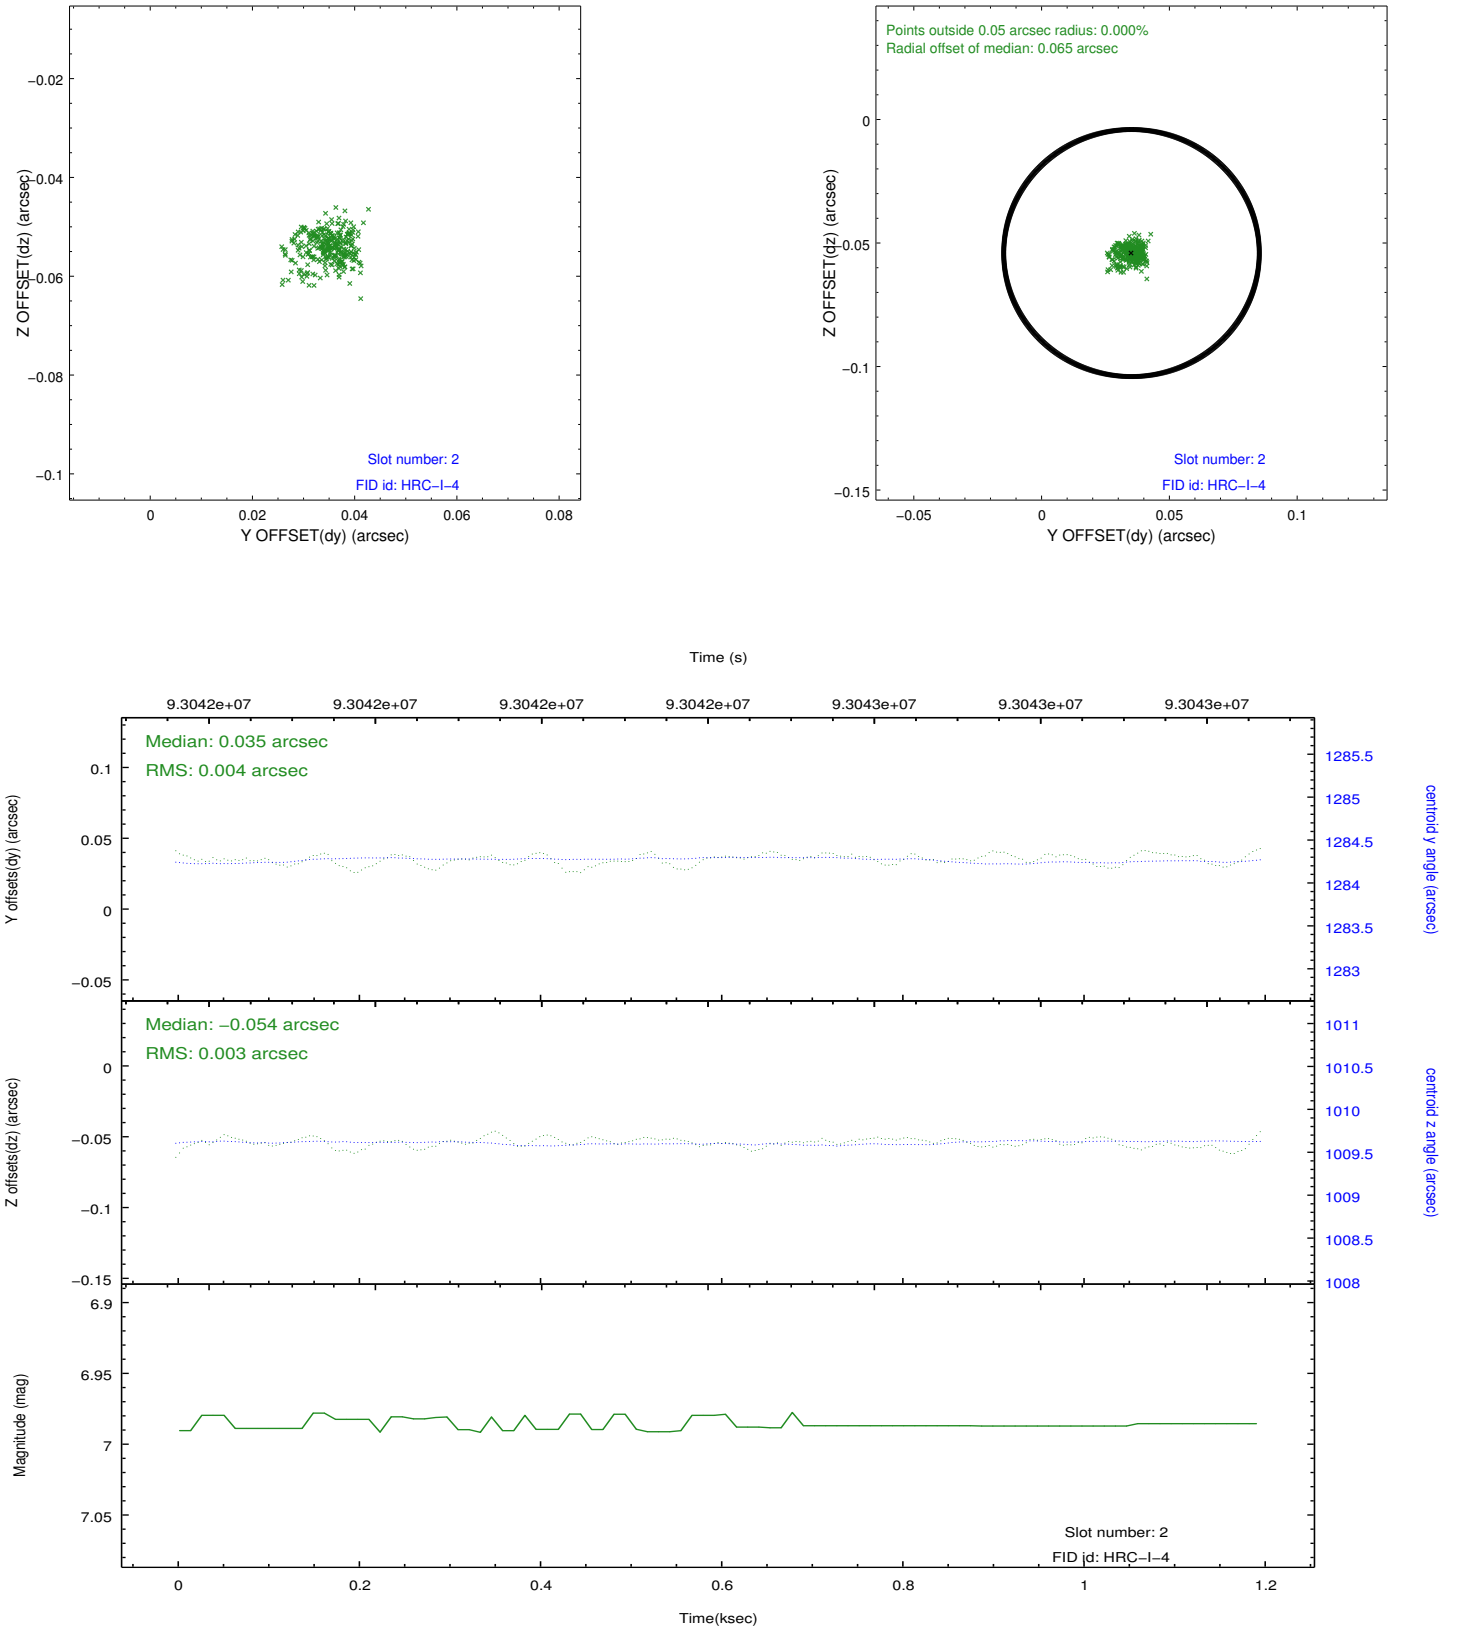 −0.02
−0.04
−0.06
−0.08
−0.1
Z OFFSET(dz) (arcsec)
Slot number: 2
FID id: HRC−I−4
0 0.02 0.04 0.06 0.08
Y OFFSET(dy) (arcsec)
Points outside 0.05 arcsec radius: 0.000%
Radial offset of median: 0.065 arcsec
0
−0.05
−0.1
−0.15
Z OFFSET(dz) (arcsec)
Slot number: 2
FID id: HRC−I−4
−0.05 0 0.05 0.1
Y OFFSET(dy) (arcsec)
Time (s)
9.3042e+07 9.3042e+07 9.3042e+07 9.3042e+07 9.3043e+07 9.3043e+07 9.3043e+07
Median: 0.035 arcsec
RMS: 0.004 arcsec
0.1
0.05
0
−0.05
Y offsets(dy) (arcsec)
1285.5
1285
1284.5
1284
1283.5
1283
centroid y angle (arcsec)
Median: −0.054 arcsec
RMS: 0.003 arcsec
0
−0.05
−0.1
−0.15
Z offsets(dz) (arcsec)
1011
1010.5
1010
1009.5
1009
1008.5
1008
centroid z angle (arcsec)
6.9
6.95
7
7.05
Magnitude (mag)
Slot number: 2
FID id: HRC−I−4
0 0.2 0.4 0.6 0.8 1 1.2
Time(ksec)